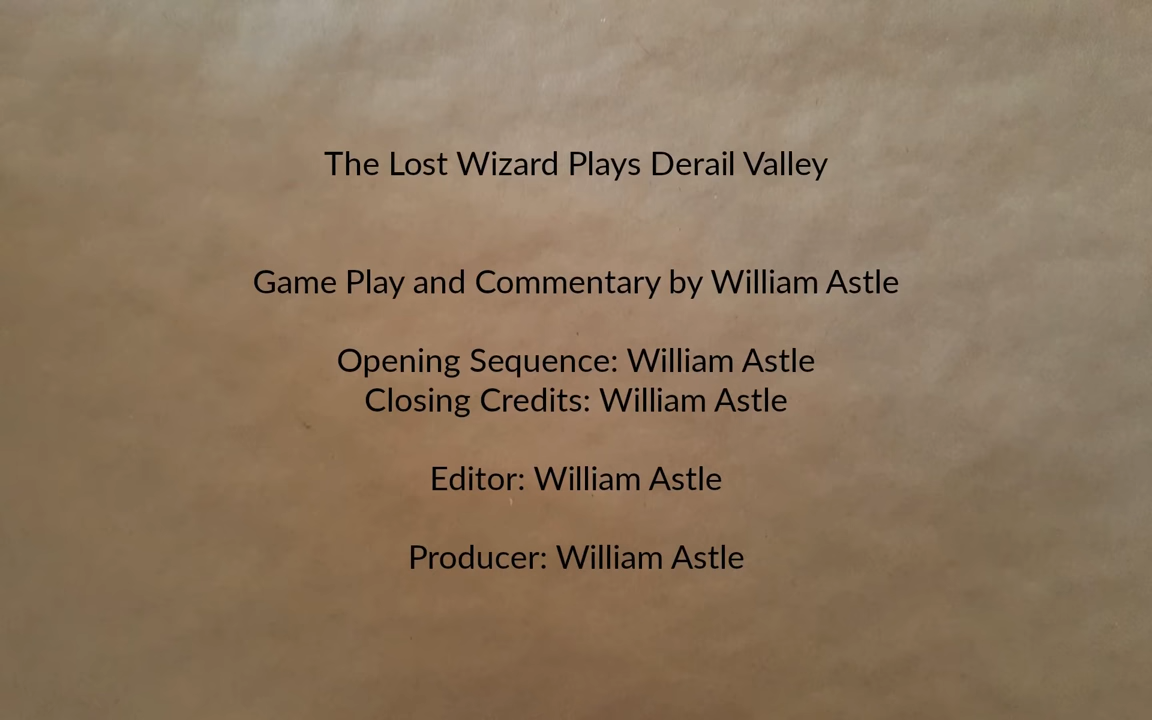 The Lost Wizard Plays Derail Valley
Game Play and Commentary by William Astle
Opening Sequence: William Astle
Closing Credits: William Astle
Editor: William Astle
Producer: William Astle